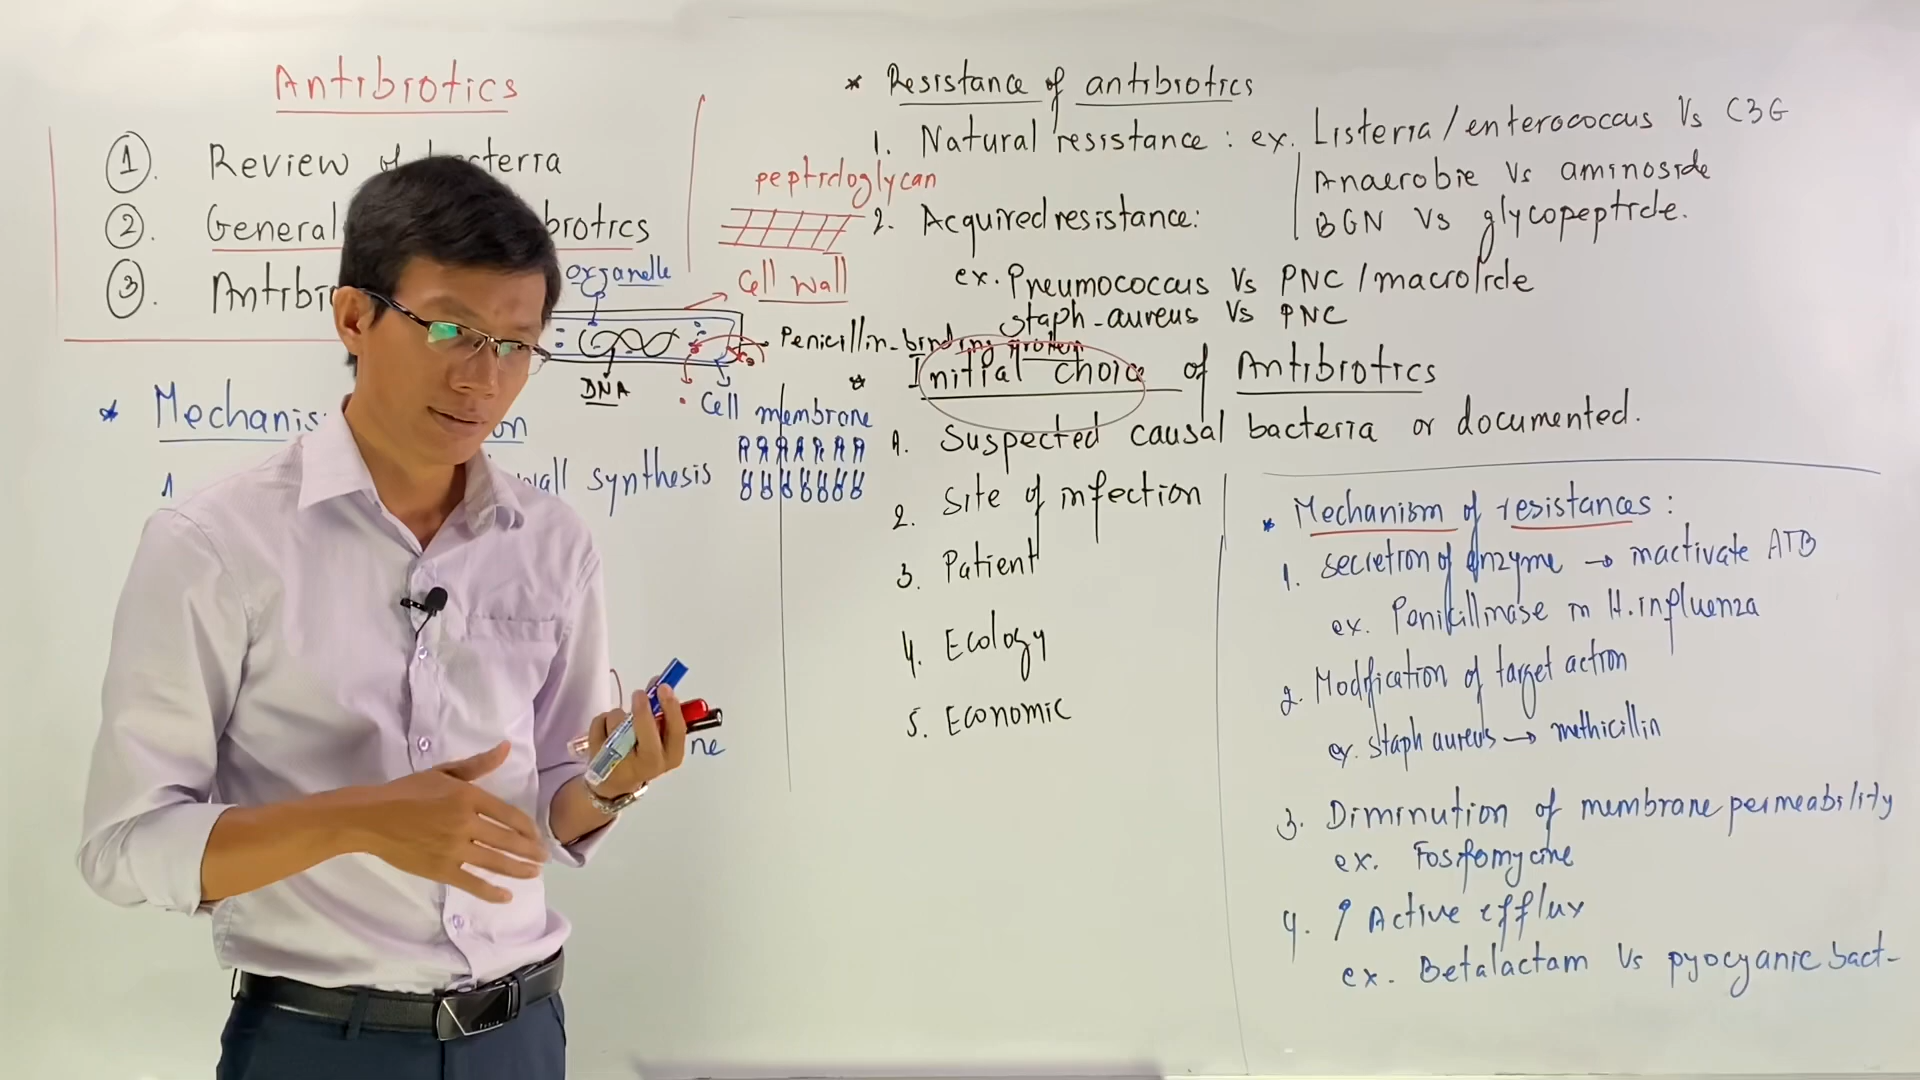 Antibiotics
1. Review of bacteria
2. General brotics
3. Antibi
organelle
DNA
peptidoglycan
Cell wall
Penicillin-binding protein
Cell membrane
* Mechanis on
1 wall synthesis
ne
* Resistance of antibiotics
1. Natural resistance : ex. Listeria/enterococcus Vs C3G
Anaerobie Vs aminoside
BGN Vs glycopeptide.
2. Acquired resistance:
ex. Pneumococcus Vs PNC / macrolide
staph-aureus Vs PNC
* Initial choice of Antibiotics
1. Suspected causal bacteria or documented.
2. Site of infection
3. Patient
4. Ecology
5. Economic
* Mechanism of resistances :
1. secretion of enzyme → inactivate ATB
ex. Penikillinase in H.influenza
2. Modification of target action
ex. staph aureus → methicillin
3. Diminution of membrane permeability
ex. Fosfomycine
4. ↑ Active efflux
ex. Betalactam Vs pyocyanic bact-